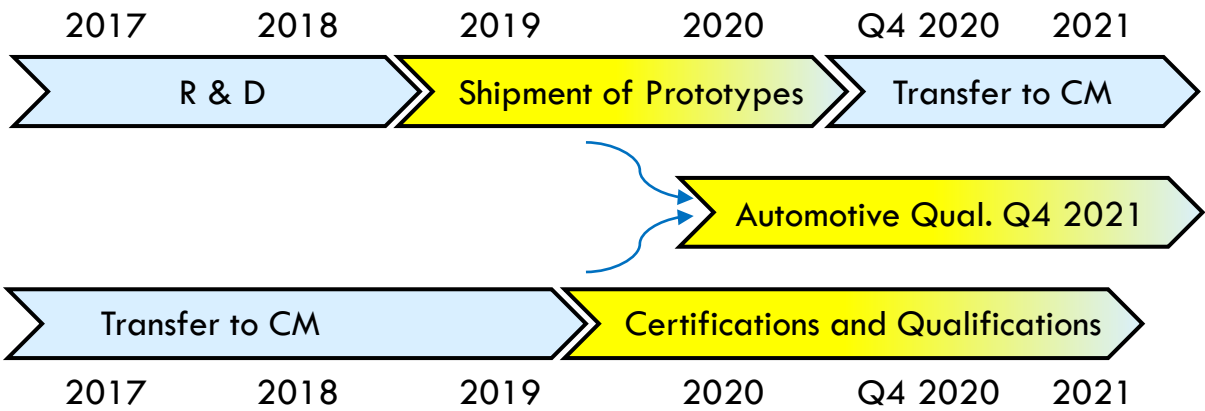 2017 2018 2019 2020 Q4 2020 2021
R & D Shipment of Prototypes Transfer to CM
Automotive Qual. Q4 2021
Transfer to CM Certifications and Qualifications
2017 2018 2019 2020 Q4 2020 2021